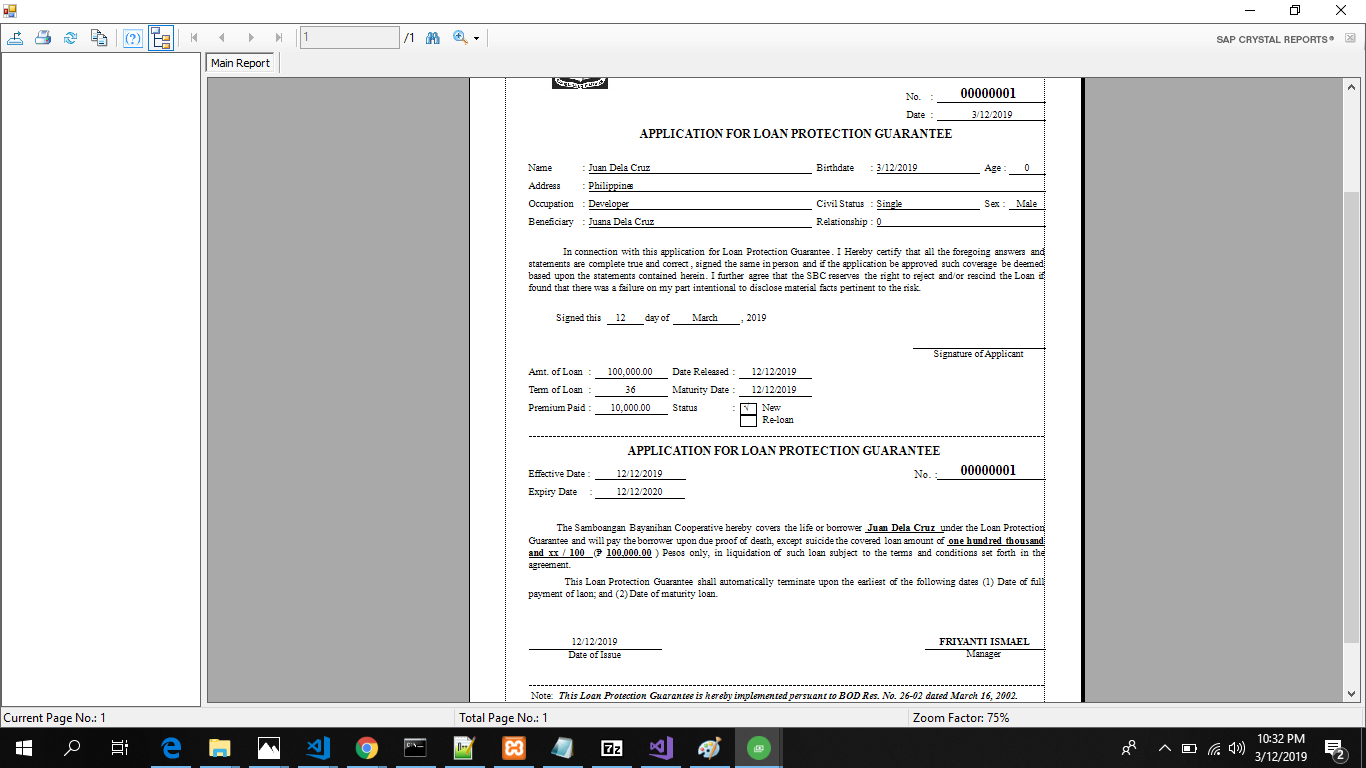 1 /1 SAP CRYSTAL REPORTS®
Main Report
No. : 00000001
Date : 3/12/2019
APPLICATION FOR LOAN PROTECTION GUARANTEE
Name : Juan Dela Cruz Birthdate : 3/12/2019 Age : 0
Address : Philippines
Occupation : Developer Civil Status : Single Sex : Male
Beneficiary : Juana Dela Cruz Relationship : 0
In connection with this application for Loan Protection Guarantee. I Hereby certify that all the foregoing answers and
statements are complete true and correct, signed the same in person and if the application be approved such coverage be deemed
based upon the statements contained herein. I further agree that the SBC reserves the right to reject and/or rescind the Loan if
found that there was a failure on my part intentional to disclose material facts pertinent to the risk.
Signed this 12 day of March , 2019
Signature of Applicant
Amt. of Loan : 100,000.00 Date Released : 12/12/2019
Term of Loan : 36 Maturity Date : 12/12/2019
Premium Paid : 10,000.00 Status : √ New
Re-loan
APPLICATION FOR LOAN PROTECTION GUARANTEE
Effective Date : 12/12/2019 No. : 00000001
Expiry Date : 12/12/2020
The Samboangan Bayanihan Cooperative hereby covers the life or borrower Juan Dela Cruz under the Loan Protection
Guarantee and will pay the borrower upon due proof of death, except suicide the covered loan amount of one hundred thousand
and xx / 100 (₱ 100,000.00 ) Pesos only, in liquidation of such loan subject to the terms and conditions set forth in the
agreement.
This Loan Protection Guarantee shall automatically terminate upon the earliest of the following dates (1) Date of full
payment of laon; and (2) Date of maturity loan.
12/12/2019 FRIYANTI ISMAEL
Date of Issue Manager
Note: This Loan Protection Guarantee is hereby implemented persuant to BOD Res. No. 26-02 dated March 16, 2002.
Current Page No.: 1 Total Page No.: 1 Zoom Factor: 75%
10:32 PM
3/12/2019
2